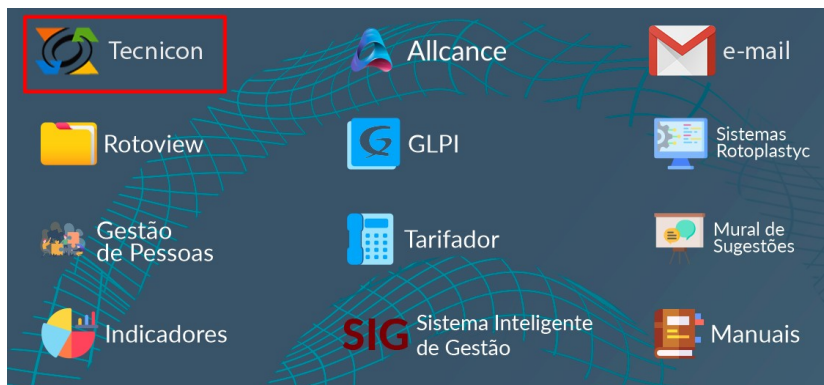 Tecnicon
Allcance
e-mail
Rotoview
GLPI
Sistemas
Rotoplastyc
Gestão
de Pessoas
Tarifador
Mural de
Sugestões
Indicadores
SIG
Sistema Inteligente
de Gestão
Manuais